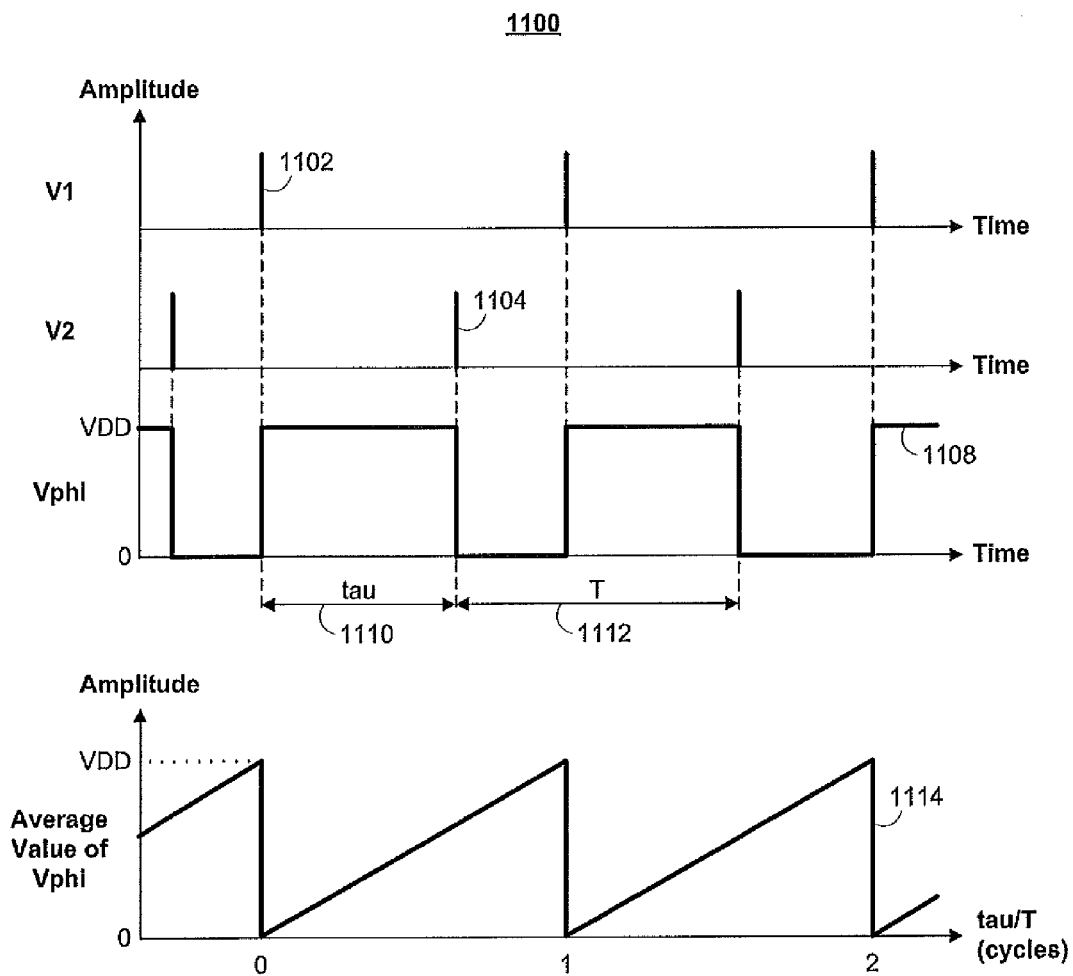 1100
Amplitude
1102
V1
Time
1104
V2
Time
VDD
1108
Vphi
0
Time
tau
T
1110
1112
Amplitude
VDD
1114
Average
Value of
Vphi
0
tau/T
(cycles)
0
1
2